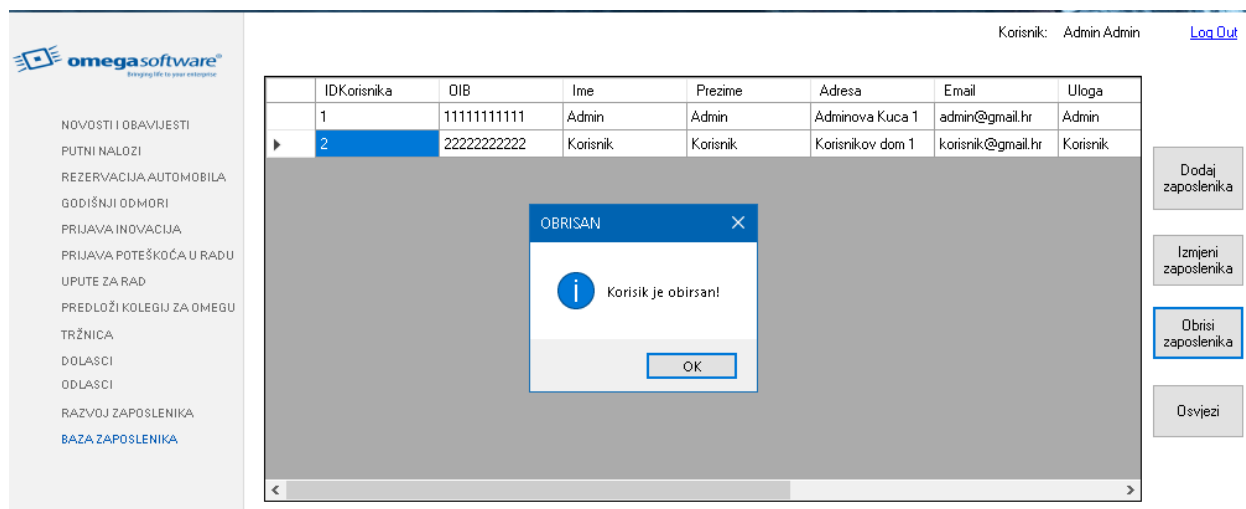 Korisnik: Admin Admin Log Out
omegasoftware®
Bringing life to your enterprise
NOVOSTI I OBAVIJESTI
PUTNI NALOZI
REZERVACIJA AUTOMOBILA
GODIŠNJI ODMORI
PRIJAVA INOVACIJA
PRIJAVA POTEŠKOĆA U RADU
UPUTE ZA RAD
PREDLOŽI KOLEGIJ ZA OMEGU
TRŽNICA
DOLASCI
ODLASCI
RAZVOJ ZAPOSLENIKA
BAZA ZAPOSLENIKA
IDKorisnika OIB Ime Prezime Adresa Email Uloga
1 11111111111 Admin Admin Adminova Kuca 1 admin@gmail.hr Admin
2 22222222222 Korisnik Korisnik Korisnikov dom 1 korisnik@gmail.hr Korisnik
OBRISAN
Korisik je obirsan!
OK
Dodaj
zaposlenika
Izmjeni
zaposlenika
Obrisi
zaposlenika
Osvjezi